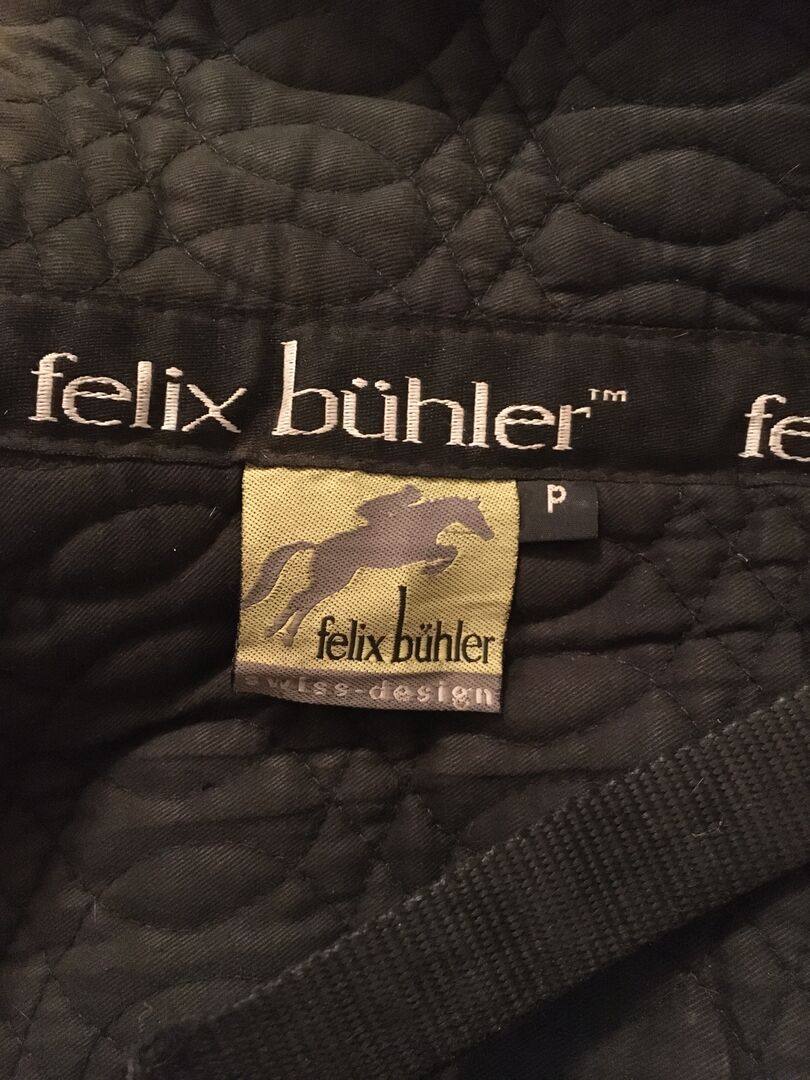 felix bühler™ fe
P
felix bühler
swiss-design